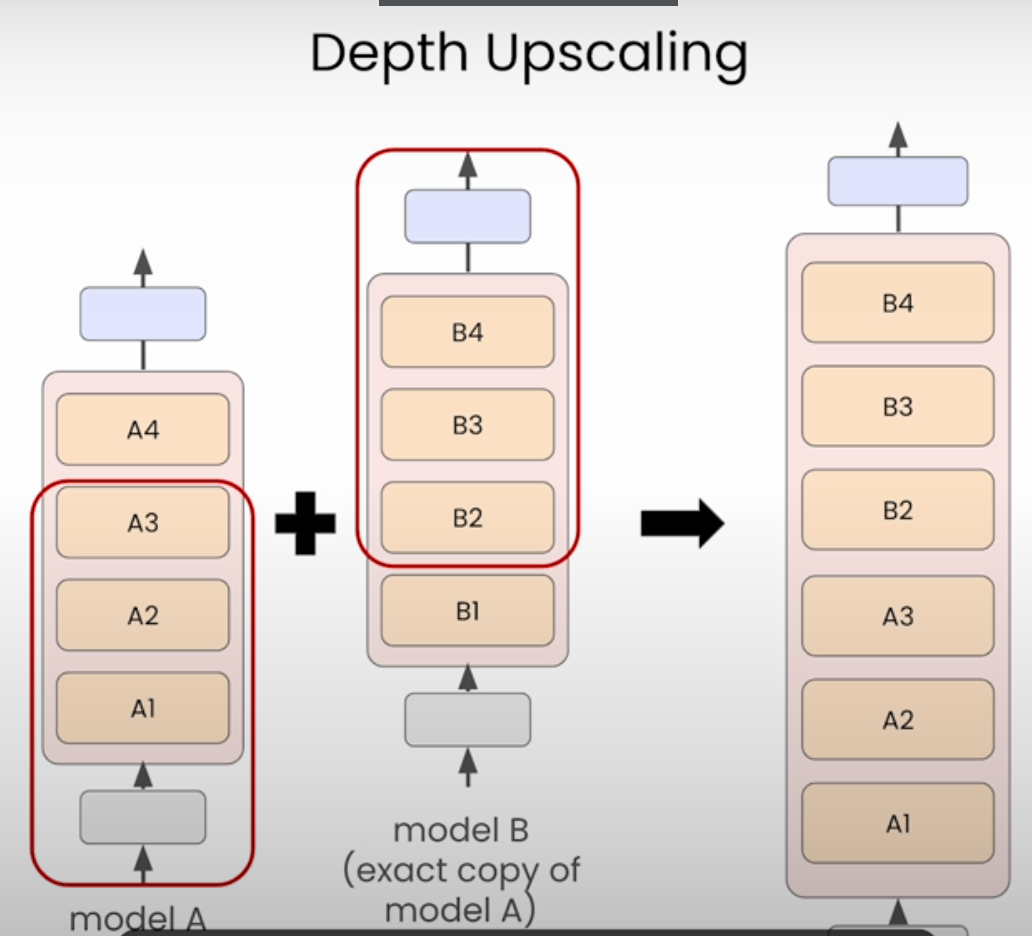 Depth Upscaling
A4
A3
A2
A1
model A
B4
B3
B2
B1
model B
(exact copy of
model A)
B4
B3
B2
A3
A2
A1